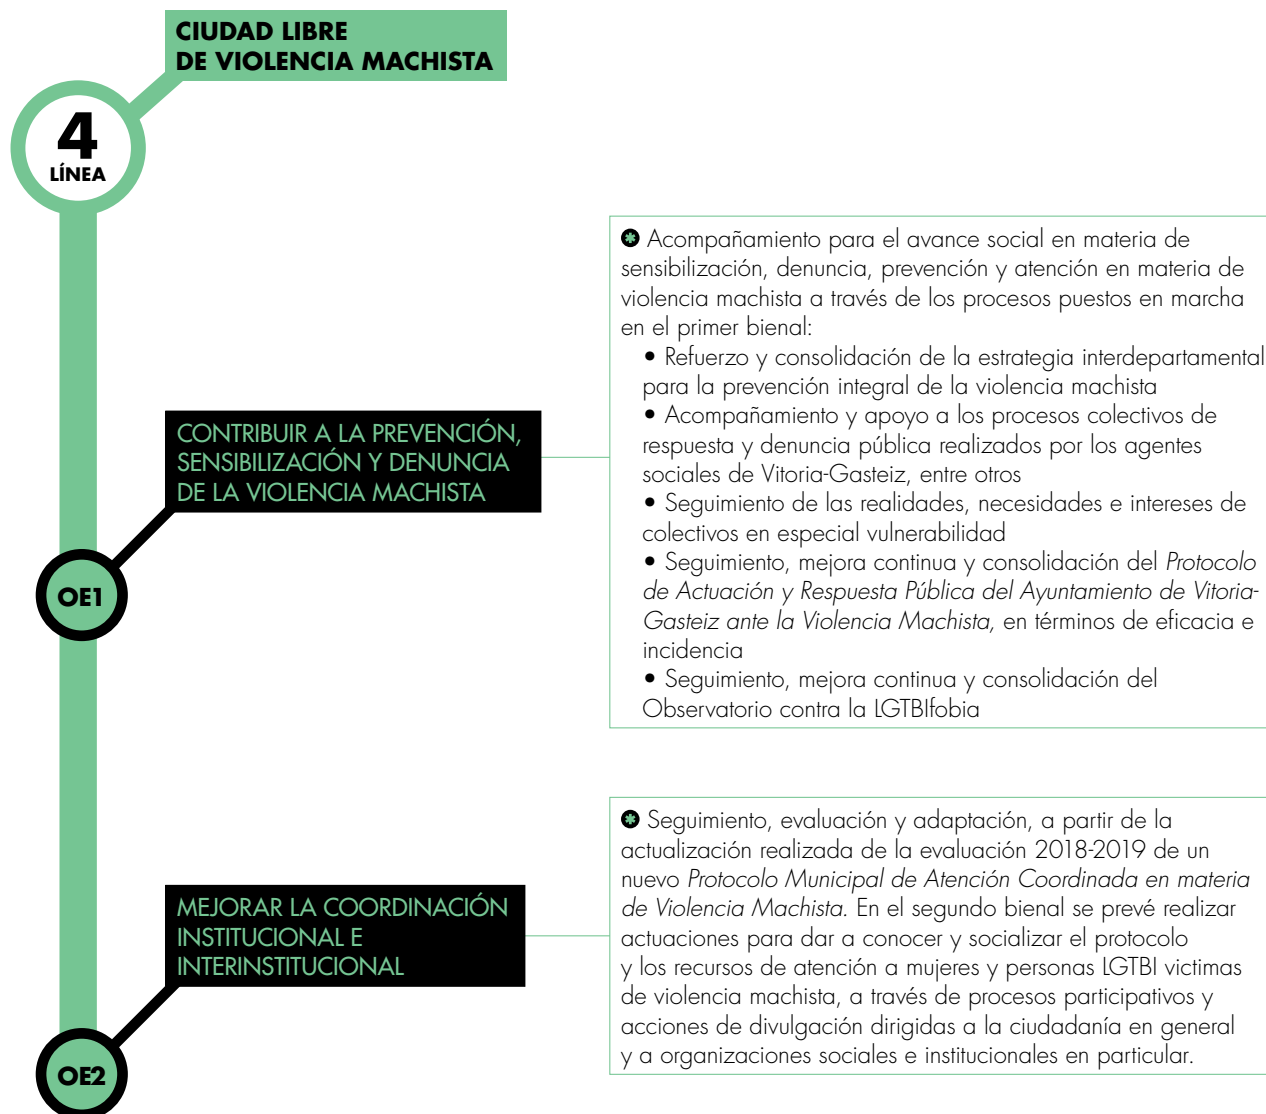 CIUDAD LIBRE
DE VIOLENCIA MACHISTA
4
LÍNEA
✱ Acompañamiento para el avance social en materia de
sensibilización, denuncia, prevención y atención en materia de
violencia machista a través de los procesos puestos en marcha
en el primer bienal:
• Refuerzo y consolidación de la estrategia interdepartamental
para la prevención integral de la violencia machista
• Acompañamiento y apoyo a los procesos colectivos de
respuesta y denuncia pública realizados por los agentes
sociales de Vitoria-Gasteiz, entre otros
• Seguimiento de las realidades, necesidades e intereses de
colectivos en especial vulnerabilidad
• Seguimiento, mejora continua y consolidación del Protocolo
de Actuación y Respuesta Pública del Ayuntamiento de Vitoria-
Gasteiz ante la Violencia Machista, en términos de eficacia e
incidencia
• Seguimiento, mejora continua y consolidación del
Observatorio contra la LGTBIfobia
CONTRIBUIR A LA PREVENCIÓN,
SENSIBILIZACIÓN Y DENUNCIA
DE LA VIOLENCIA MACHISTA
OE1
✱ Seguimiento, evaluación y adaptación, a partir de la
actualización realizada de la evaluación 2018-2019 de un
nuevo Protocolo Municipal de Atención Coordinada en materia
de Violencia Machista. En el segundo bienal se prevé realizar
actuaciones para dar a conocer y socializar el protocolo
y los recursos de atención a mujeres y personas LGTBI victimas
de violencia machista, a través de procesos participativos y
acciones de divulgación dirigidas a la ciudadanía en general
y a organizaciones sociales e institucionales en particular.
MEJORAR LA COORDINACIÓN
INSTITUCIONAL E
INTERINSTITUCIONAL
OE2